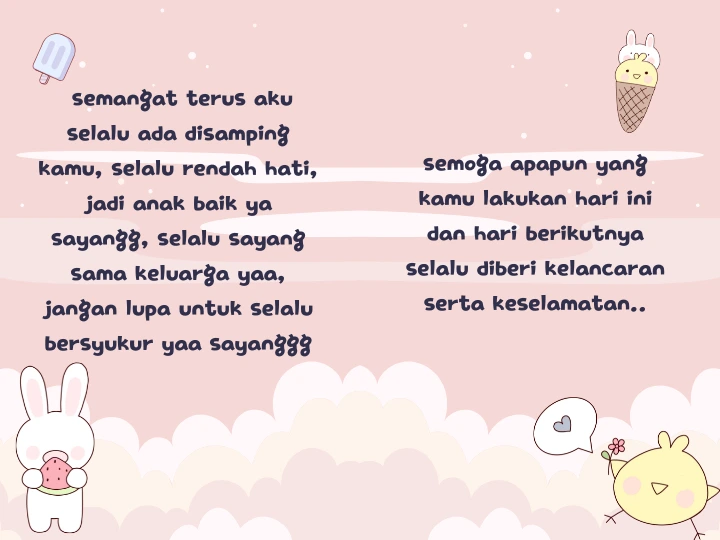 semangat terus aku
selalu ada disamping
kamu, selalu rendah hati,
jadi anak baik ya
sayangg, selalu sayang
sama keluarga yaa,
jangan lupa untuk selalu
bersyukur yaa sayanggg
semoga apapun yang
kamu lakukan hari ini
dan hari berikutnya
selalu diberi kelancaran
serta keselamatan..